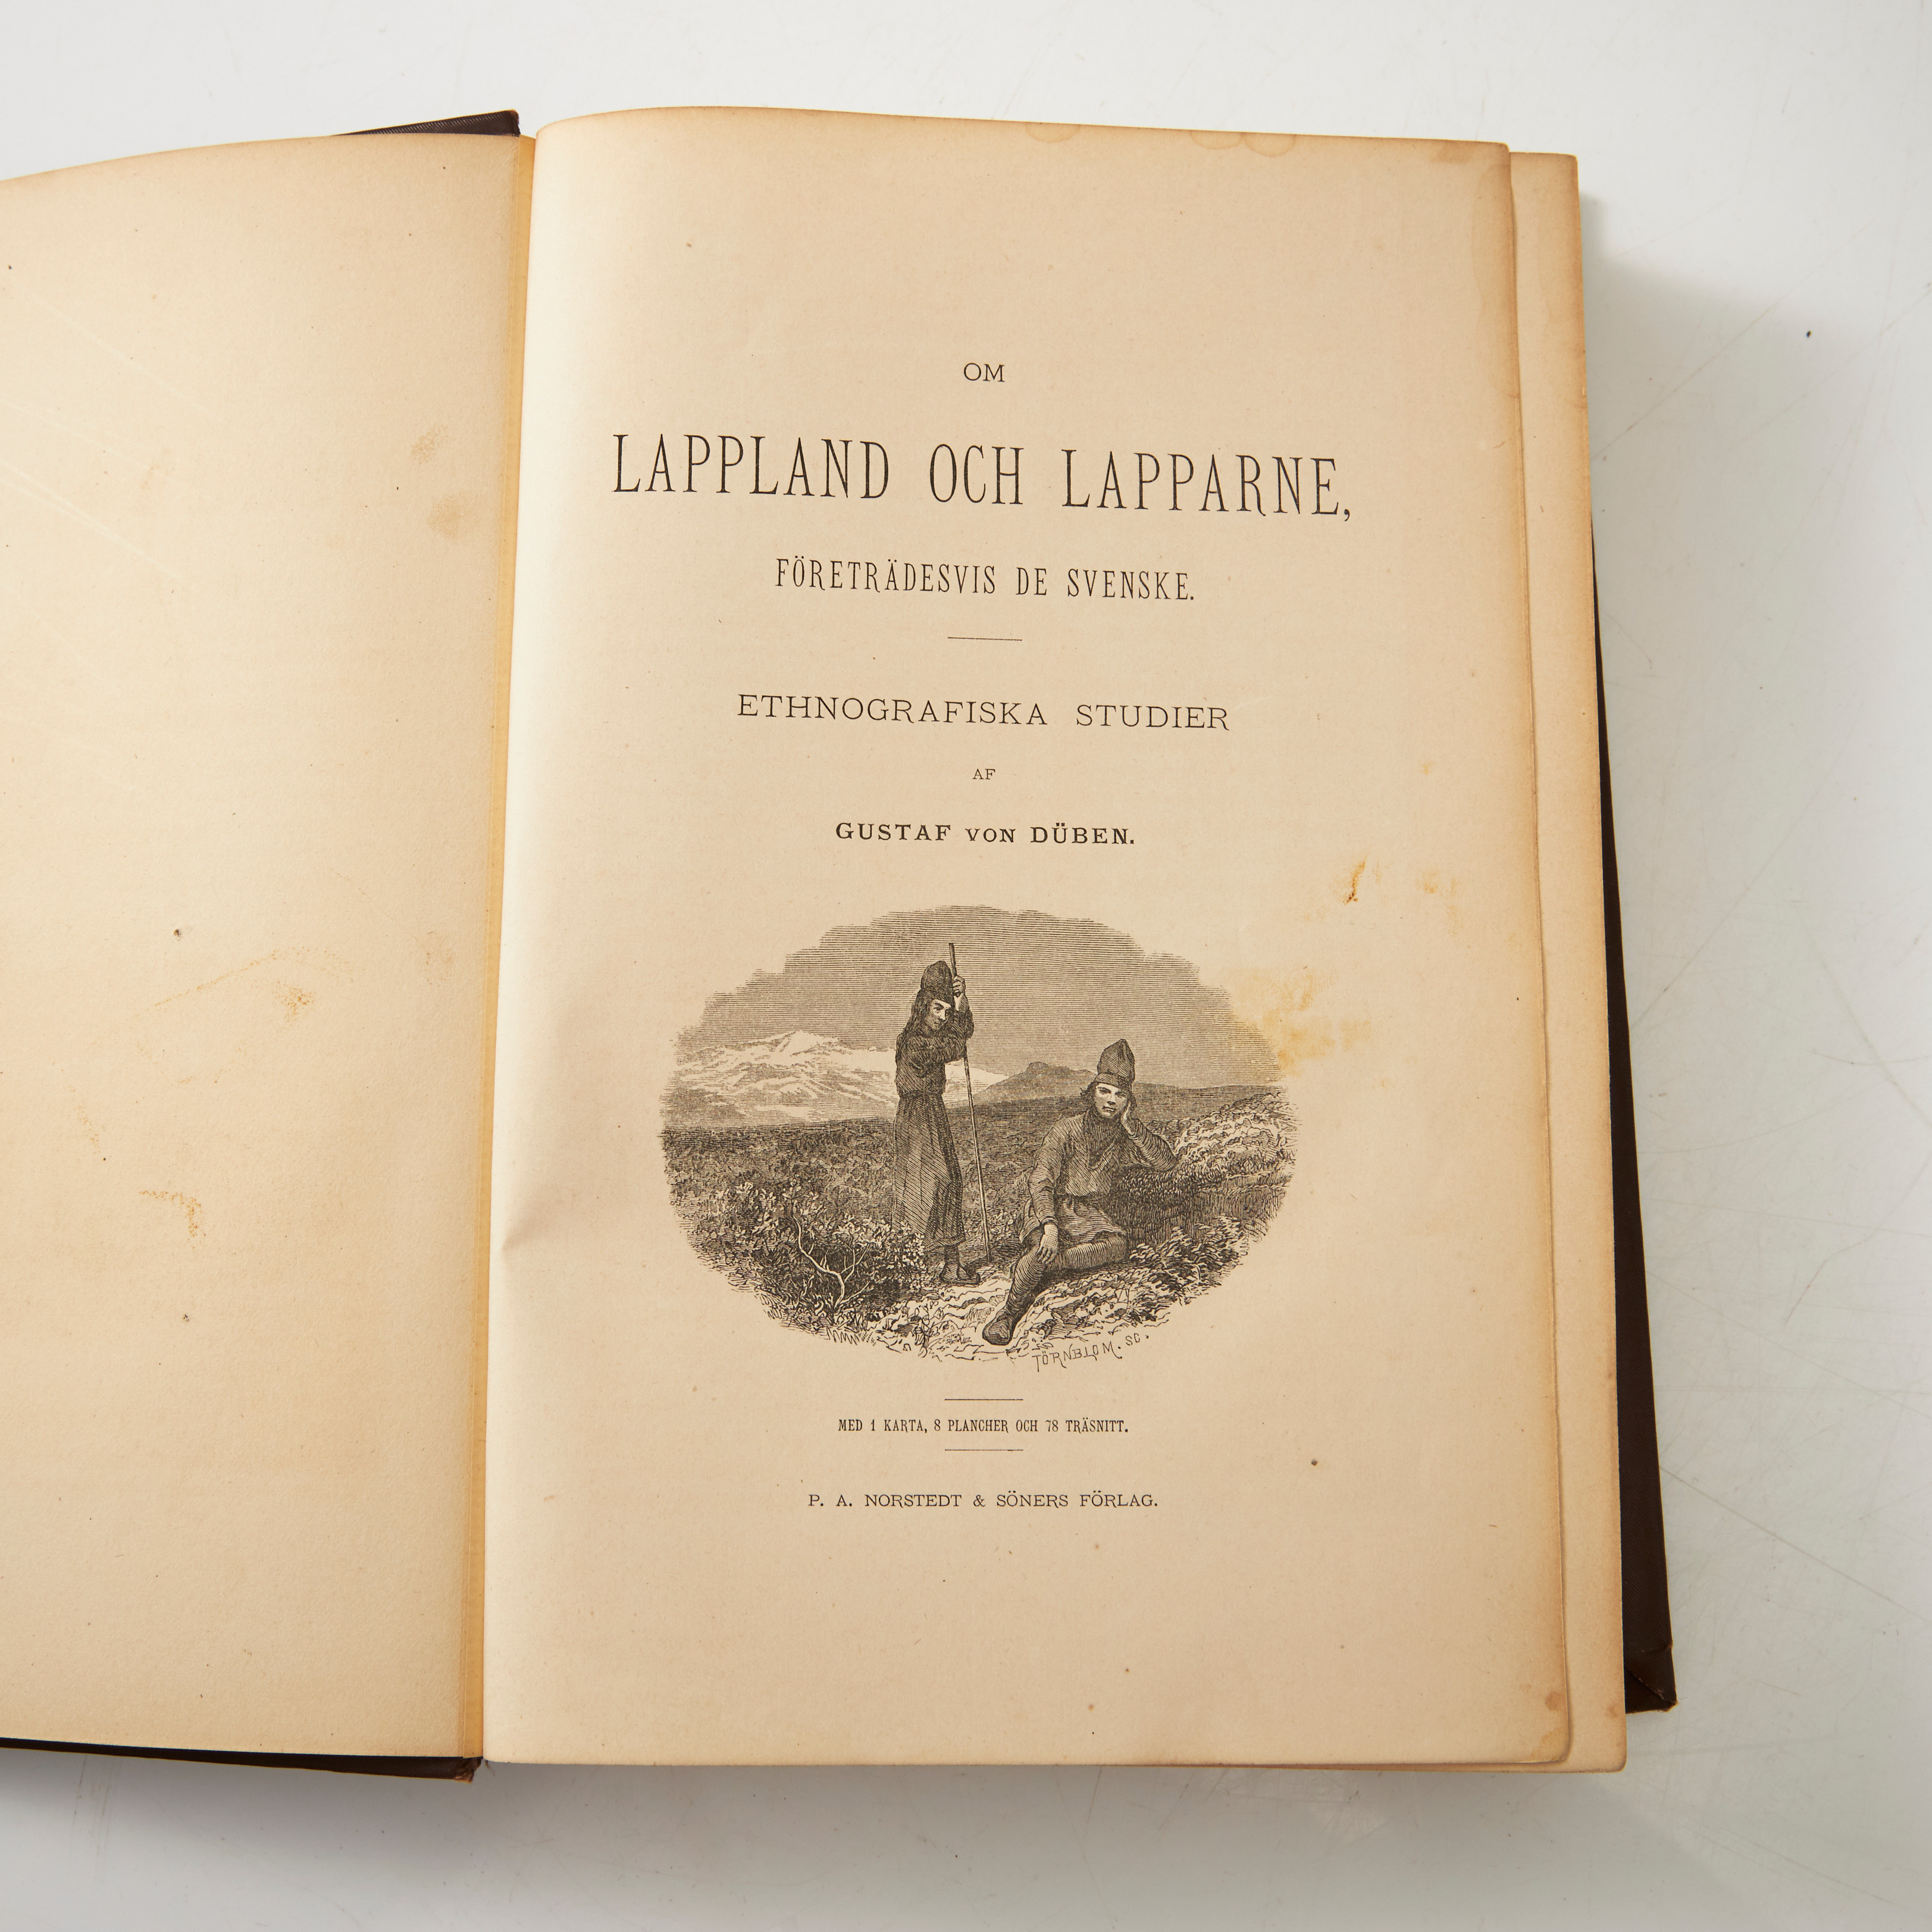 OM
LAPPLAND OCH LAPPARNE,
FÖRETRÄDESVIS DE SVENSKE.
ETHNOGRAFISKA STUDIER
AF
GUSTAF VON DÜBEN.
TÖRNBLOM. SC.
MED 1 KARTA, 8 PLANCHER OCH 78 TRÄSNITT.
P. A. NORSTEDT & SÖNERS FÖRLAG.